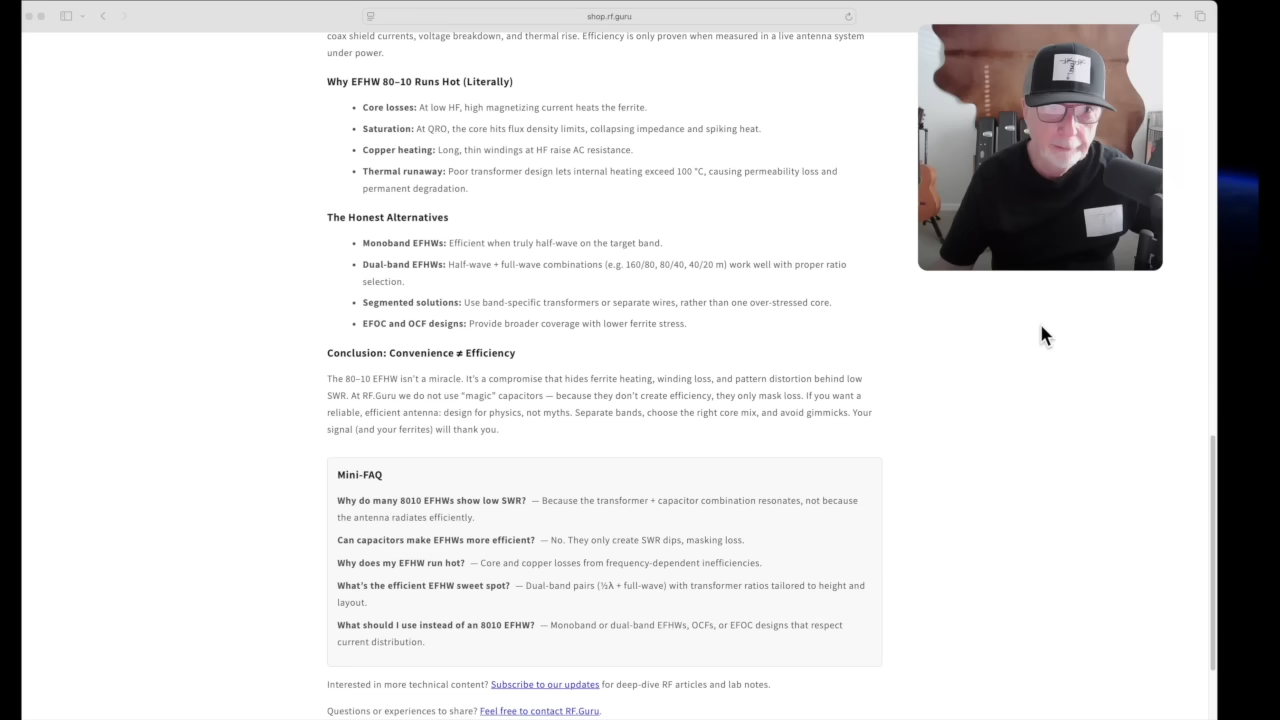 shop.rf.guru
coax shield currents, voltage breakdown, and thermal rise. Efficiency is only proven when measured in a live antenna system
under power.
Why EFHW 80–10 Runs Hot (Literally)
• Core losses: At low HF, high magnetizing current heats the ferrite.
• Saturation: At QRO, the core hits flux density limits, collapsing impedance and spiking heat.
• Copper heating: Long, thin windings at HF raise AC resistance.
• Thermal runaway: Poor transformer design lets internal heating exceed 100 °C, causing permeability loss and
permanent degradation.
The Honest Alternatives
• Monoband EFHWs: Efficient when truly half-wave on the target band.
• Dual-band EFHWs: Half-wave + full-wave combinations (e.g. 160/80, 80/40, 40/20 m) work well with proper ratio
selection.
• Segmented solutions: Use band-specific transformers or separate wires, rather than one over-stressed core.
• EFOC and OCF designs: Provide broader coverage with lower ferrite stress.
Conclusion: Convenience ≠ Efficiency
The 80–10 EFHW isn't a miracle. It's a compromise that hides ferrite heating, winding loss, and pattern distortion behind low
SWR. At RF.Guru we do not use "magic" capacitors — because they don't create efficiency, they only mask loss. If you want a
reliable, efficient antenna: design for physics, not myths. Separate bands, choose the right core mix, and avoid gimmicks. Your
signal (and your ferrites) will thank you.
Mini-FAQ
Why do many 8010 EFHWs show low SWR? — Because the transformer + capacitor combination resonates, not because
the antenna radiates efficiently.
Can capacitors make EFHWs more efficient? — No. They only create SWR dips, masking loss.
Why does my EFHW run hot? — Core and copper losses from frequency-dependent inefficiencies.
What's the efficient EFHW sweet spot? — Dual-band pairs (½λ + full-wave) with transformer ratios tailored to height and
layout.
What should I use instead of an 8010 EFHW? — Monoband or dual-band EFHWs, OCFs, or EFOC designs that respect
current distribution.
Interested in more technical content? Subscribe to our updates for deep-dive RF articles and lab notes.
Questions or experiences to share? Feel free to contact RF.Guru.